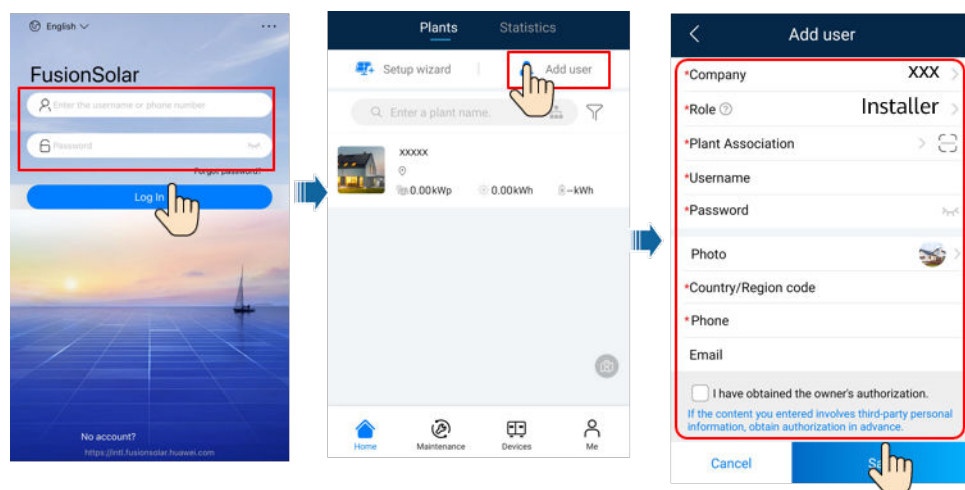 English
...
FusionSolar
Enter the username or phone number
Password
Forgot password?
Log In
No account?
https://intl.fusionsolar.huawei.com
Plants Statistics
Setup wizard Add user
Enter a plant name.
xxxxx
0.00kWp 0.00kWh --kWh
Home Maintenance Devices Me
Add user
*Company XXX
*Role Installer
*Plant Association
*Username
*Password
Photo
*Country/Region code
*Phone
Email
I have obtained the owner's authorization.
If the content you entered involves third-party personal
information, obtain authorization in advance.
Cancel